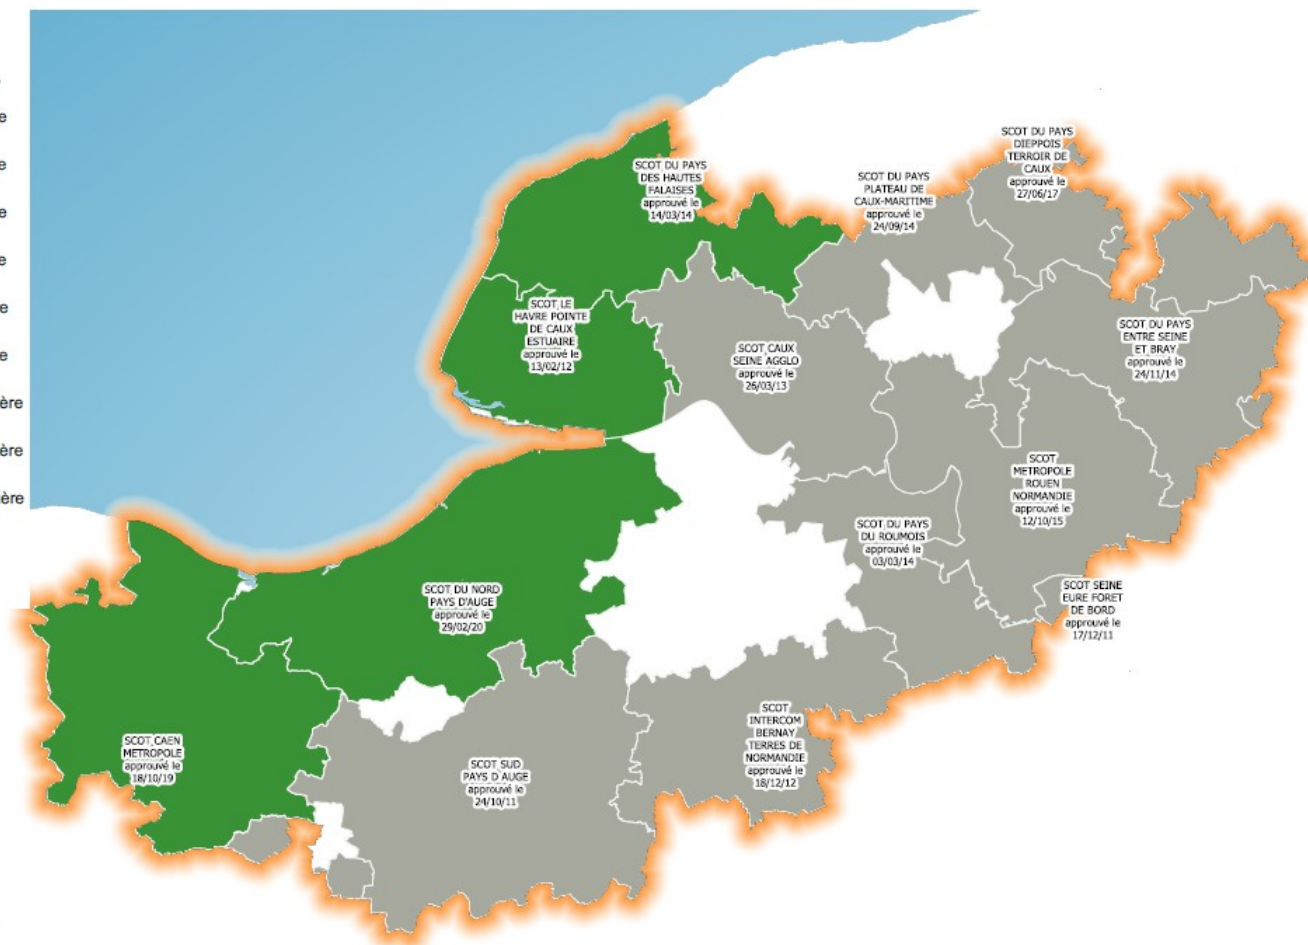 e
e
e
e
e
e
ère
ère
ère
SCOT DU PAYS
DIEPPOIS
TERROIR DE
CAUX
approuvé le
27/06/17
SCOT DU PAYS
DES HAUTES
FALAISES
approuvé le
14/03/14
SCOT DU PAYS
PLATEAU DE
CAUX-MARITIME
approuvé le
24/09/14
SCOT LE
HAVRE POINTE
DE CAUX
ESTUAIRE
approuvé le
13/02/12
SCOT CAUX
SEINE AGGLO
approuvé le
26/03/13
SCOT DU PAYS
ENTRE SEINE
ET BRAY
approuvé le
24/11/14
SCOT
METROPOLE
ROUEN
NORMANDIE
approuvé le
12/10/15
SCOT DU PAYS
DU ROUMOIS
approuvé le
03/03/14
SCOT SEINE
EURE FORET
DE BORD
approuvé le
17/12/11
SCOT DU NORD
PAYS D'AUGE
approuvé le
29/02/20
SCOT CAEN
METROPOLE
approuvé le
18/10/19
SCOT SUD
PAYS D'AUGE
approuvé le
24/10/11
SCOT
INTERCOM
BERNAY
TERRES DE
NORMANDIE
approuvé le
18/12/12